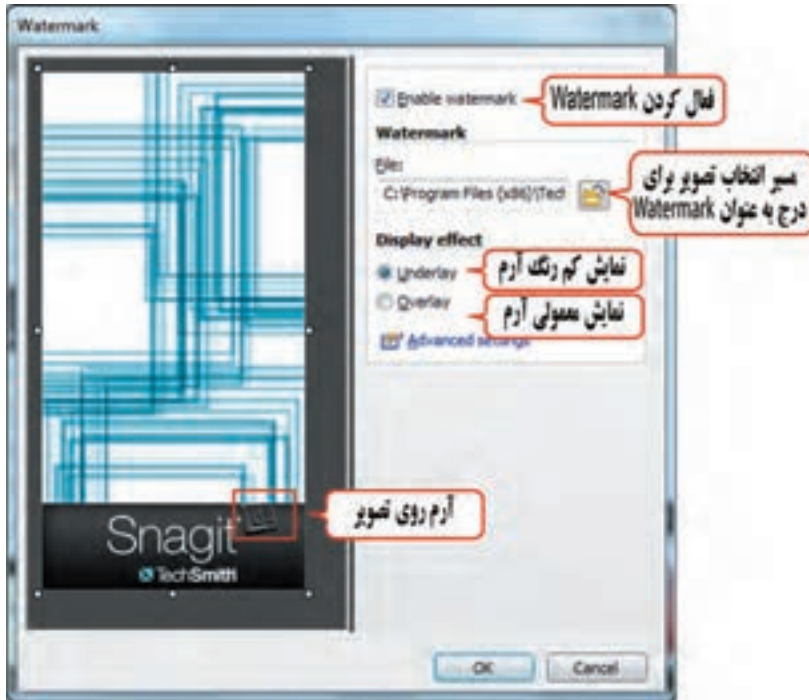 Watermark
Enable watermark
فعال کردن Watermark
Watermark
File:
C:\Program Files (x86)\Tech
مسیر انتخاب تصویر برای
درج به عنوان Watermark
Display effect
Underlay
نمایش کم رنگ آرم
Overlay
نمایش معمولی آرم
Advanced settings
آرم روی تصویر
Snagit
TechSmith
OK
Cancel